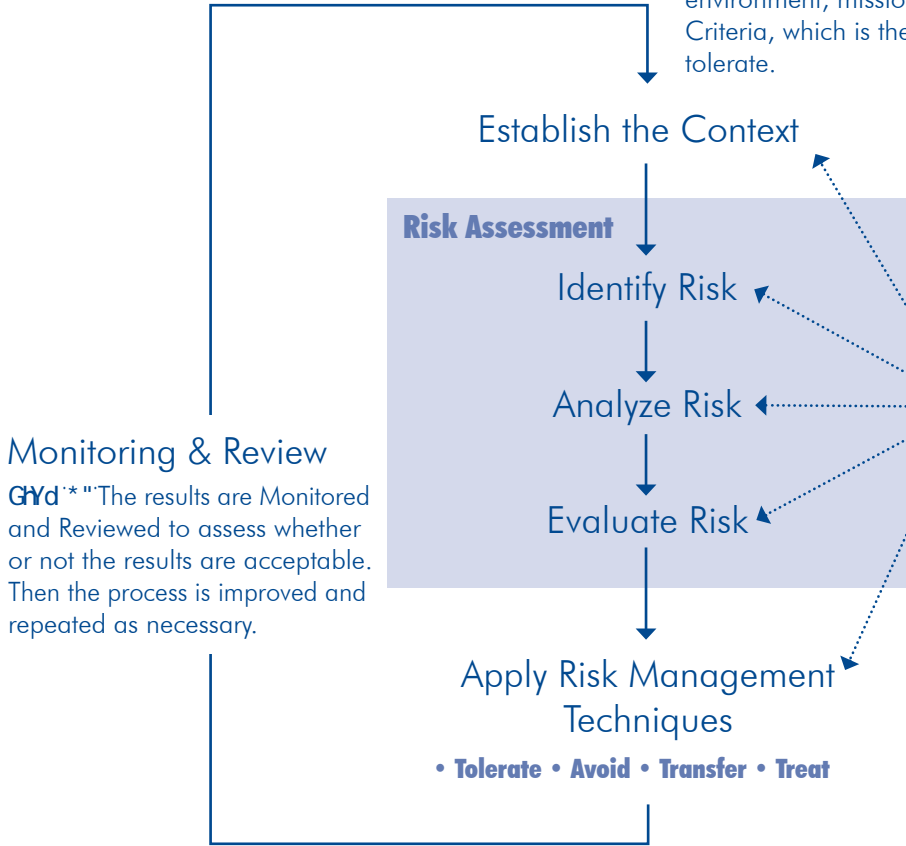 environment, missio
Criteria, which is the
tolerate.
Establish the Context
Risk Assessment
Identify Risk
Analyze Risk
Evaluate Risk
Monitoring & Review
The results are Monitored
and Reviewed to assess whether
or not the results are acceptable.
Then the process is improved and
repeated as necessary.
Apply Risk Management
Techniques
• Tolerate • Avoid • Transfer • Treat